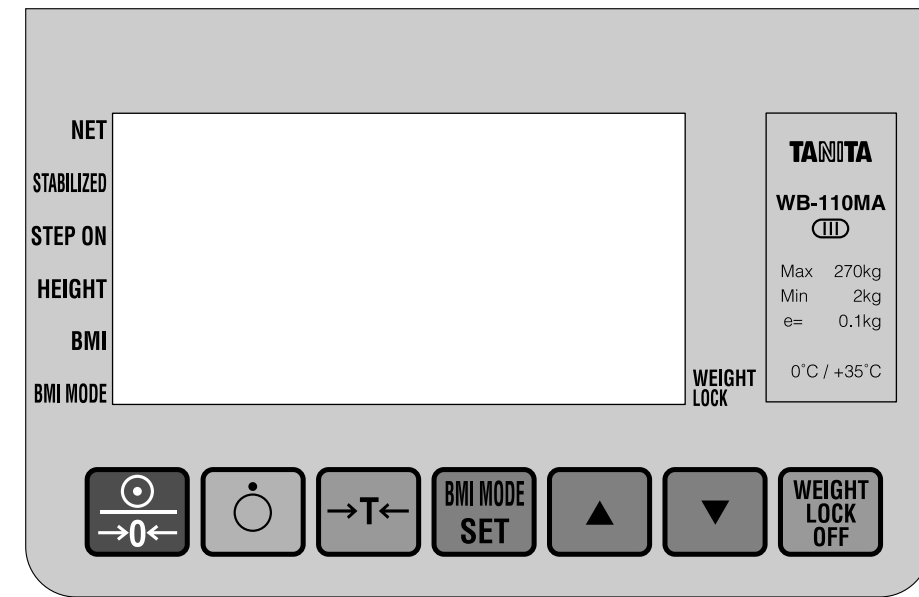 NET
STABILIZED
STEP ON
HEIGHT
BMI
BMI MODE
WEIGHT
LOCK
TANITA
WB-110MA
III
Max 270kg
Min 2kg
e= 0.1kg
0°C / +35°C
→0←
→T←
BMI MODE
SET
▲
▼
WEIGHT
LOCK
OFF